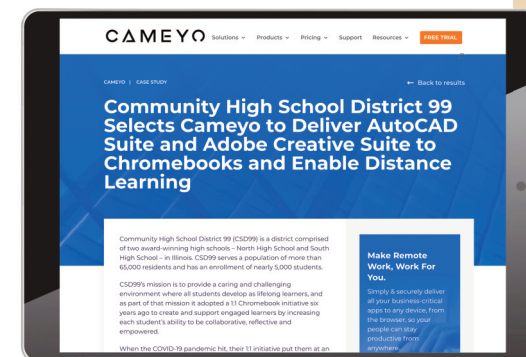 CAMEYO Solutions Products Pricing Support Resources FREE TRIAL
CAMEYO | CASE STUDY
← Back to results
Community High School District 99
Selects Cameyo to Deliver AutoCAD
Suite and Adobe Creative Suite to
Chromebooks and Enable Distance
Learning
Community High School District 99 (CSD99) is a district comprised
of two award-winning high schools – North High School and South
High School – in Illinois. CSD99 serves a population of more than
65,000 residents and has an enrollment of nearly 5,000 students.
CSD99's mission is to provide a caring and challenging
environment where all students develop as lifelong learners, and
as part of that mission it adopted a 1:1 Chromebook initiative six
years ago to create and support engaged learners by increasing
each student's ability to be collaborative, reflective and
empowered.
When the COVID-19 pandemic hit, their 1:1 initiative put them at an
Make Remote
Work, Work For
You.
Simply & securely deliver
all your business-critical
apps to any device, from
the browser, so your
people can stay
productive from
anywhere.